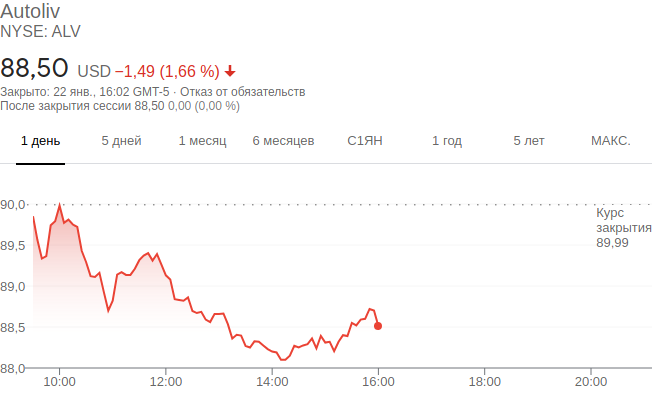 Autoliv
NYSE: ALV
88,50 USD −1,49 (1,66 %)
Закрыто: 22 янв., 16:02 GMT-5 · Отказ от обязательств
После закрытия сессии 88,50 0,00 (0,00 %)
1 день 5 дней 1 месяц 6 месяцев С1ЯН 1 год 5 лет МАКС.
90,0
Курс
закрытия
89,99
89,5
89,0
88,5
88,0
10:00 12:00 14:00 16:00 18:00 20:00